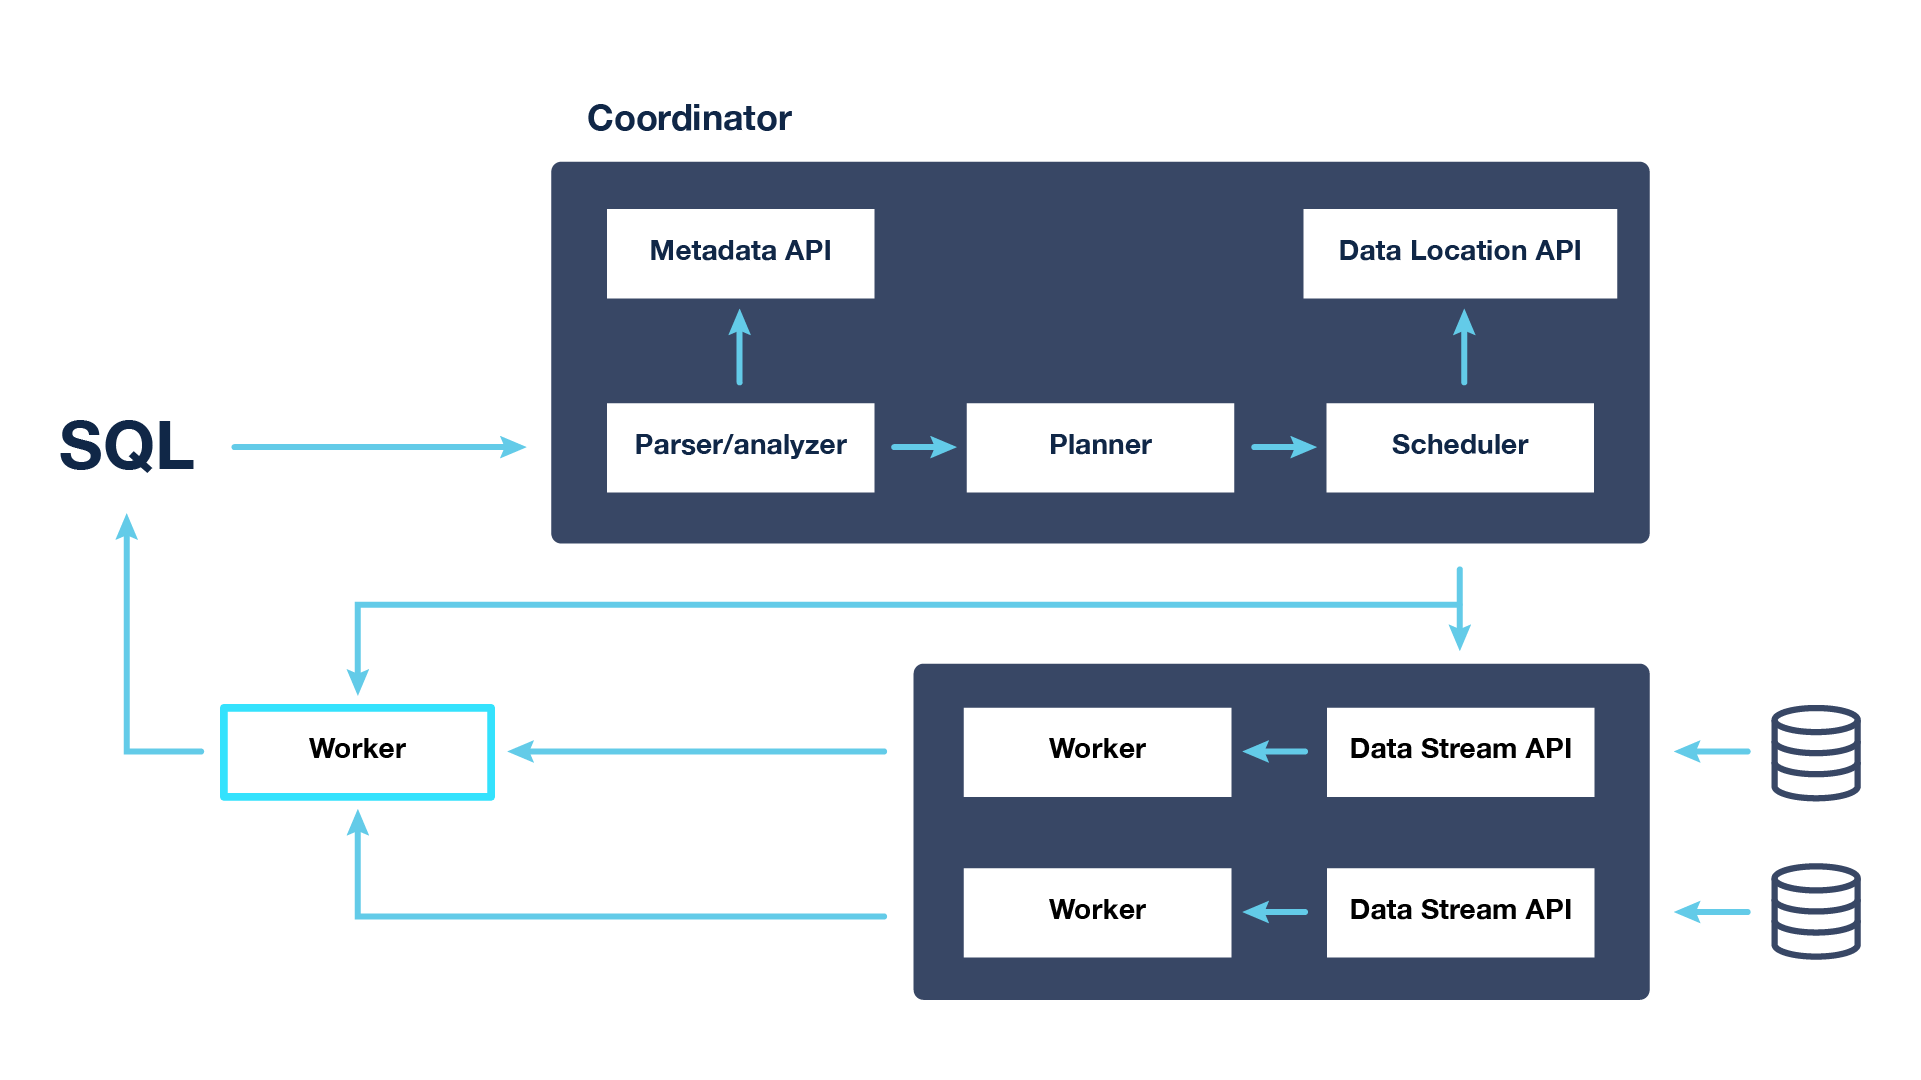 Coordinator
Metadata API
Data Location API
SQL
Parser/analyzer
Planner
Scheduler
Worker
Worker
Data Stream API
Worker
Data Stream API